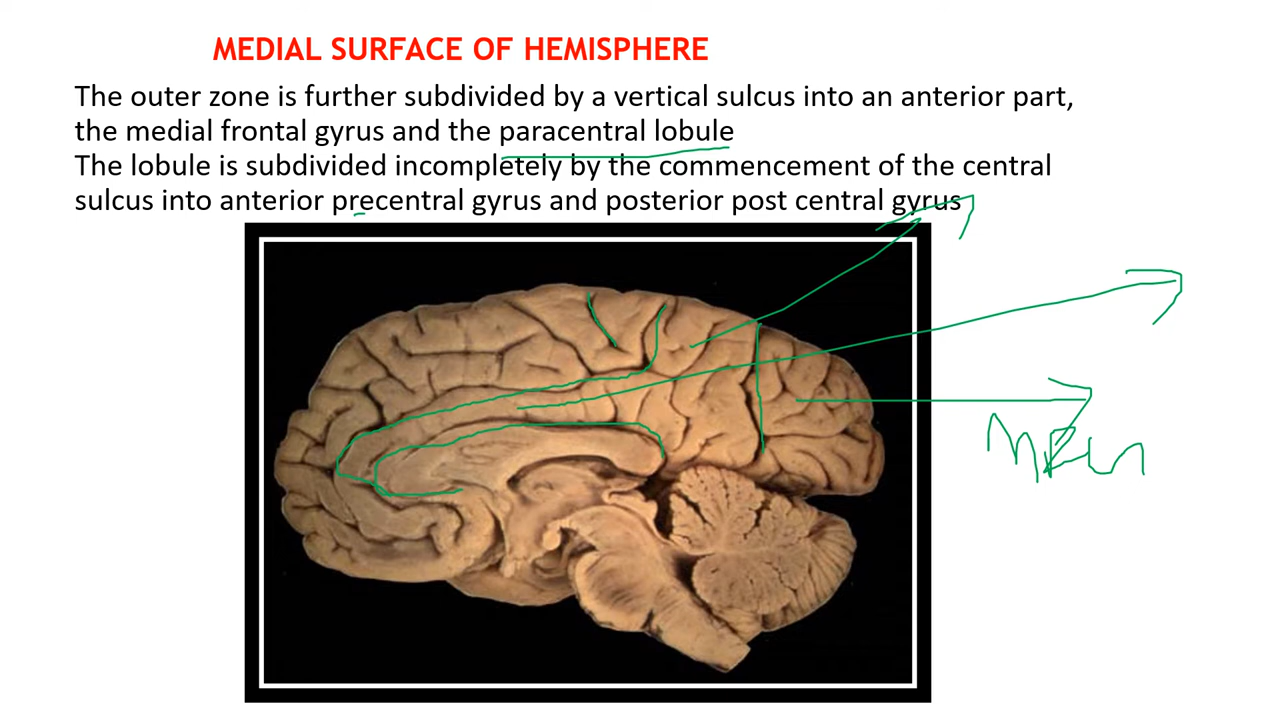 MEDIAL SURFACE OF HEMISPHERE
The outer zone is further subdivided by a vertical sulcus into an anterior part,
the medial frontal gyrus and the paracentral lobule
The lobule is subdivided incompletely by the commencement of the central
sulcus into anterior precentral gyrus and posterior post central gyrus